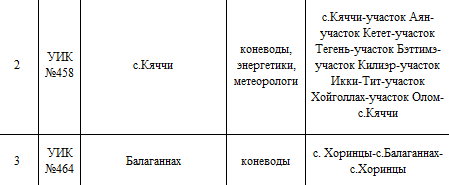 2
УИК №458
с.Кяччи
коневоды,
энергетики,
метеорологи
с.Кяччи-участок Аян-
участок Кетет-участок
Тегень-участок Бэттимэ-
участок Килиэр-участок
Икки-Тит-участок
Хойголлах-участок Олом-
с.Кяччи
3
УИК №464
Балаганнах
коневоды
с. Хоринцы-с.Балаганнах-
с.Хоринцы